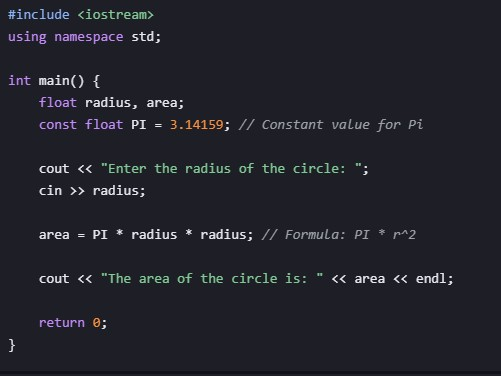 #include <iostream>
using namespace std;
int main() {
float radius, area;
const float PI = 3.14159; // Constant value for Pi
cout << "Enter the radius of the circle: ";
cin >> radius;
area = PI * radius * radius; // Formula: PI * r^2
cout << "The area of the circle is: " << area << endl;
return 0;
}